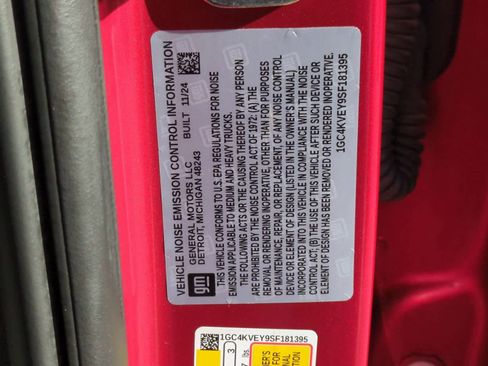 VEHICLE NOISE EMISSION CONTROL INFORMATION
GENERAL MOTORS LLC BUILT 11/24
DETROIT, MICHIGAN 48243
gm
THIS VEHICLE CONFORMS TO U.S. EPA REGULATIONS FOR NOISE
EMISSION APPLICABLE TO MEDIUM AND HEAVY TRUCKS.
THE FOLLOWING ACTS OR THE CAUSING THEREOF BY ANY PERSON
ARE PROHIBITED BY THE NOISE CONTROL ACT OF 1972: (A) THE
REMOVAL OR RENDERING INOPERATIVE, OTHER THAN FOR PURPOSES
OF MAINTENANCE, REPAIR, OR REPLACEMENT, OF ANY NOISE CONTROL
DEVICE OR ELEMENT OF DESIGN (LISTED IN THE OWNER'S MANUAL)
INCORPORATED INTO THIS VEHICLE IN COMPLIANCE WITH THE NOISE
CONTROL ACT; (B) THE USE OF THIS VEHICLE AFTER SUCH DEVICE OR
ELEMENT OF DESIGN HAS BEEN REMOVED OR RENDERED INOPERATIVE.
1GC4KVEY9SF181395
1GC4KVEY9SF181395
3
7 lbs.